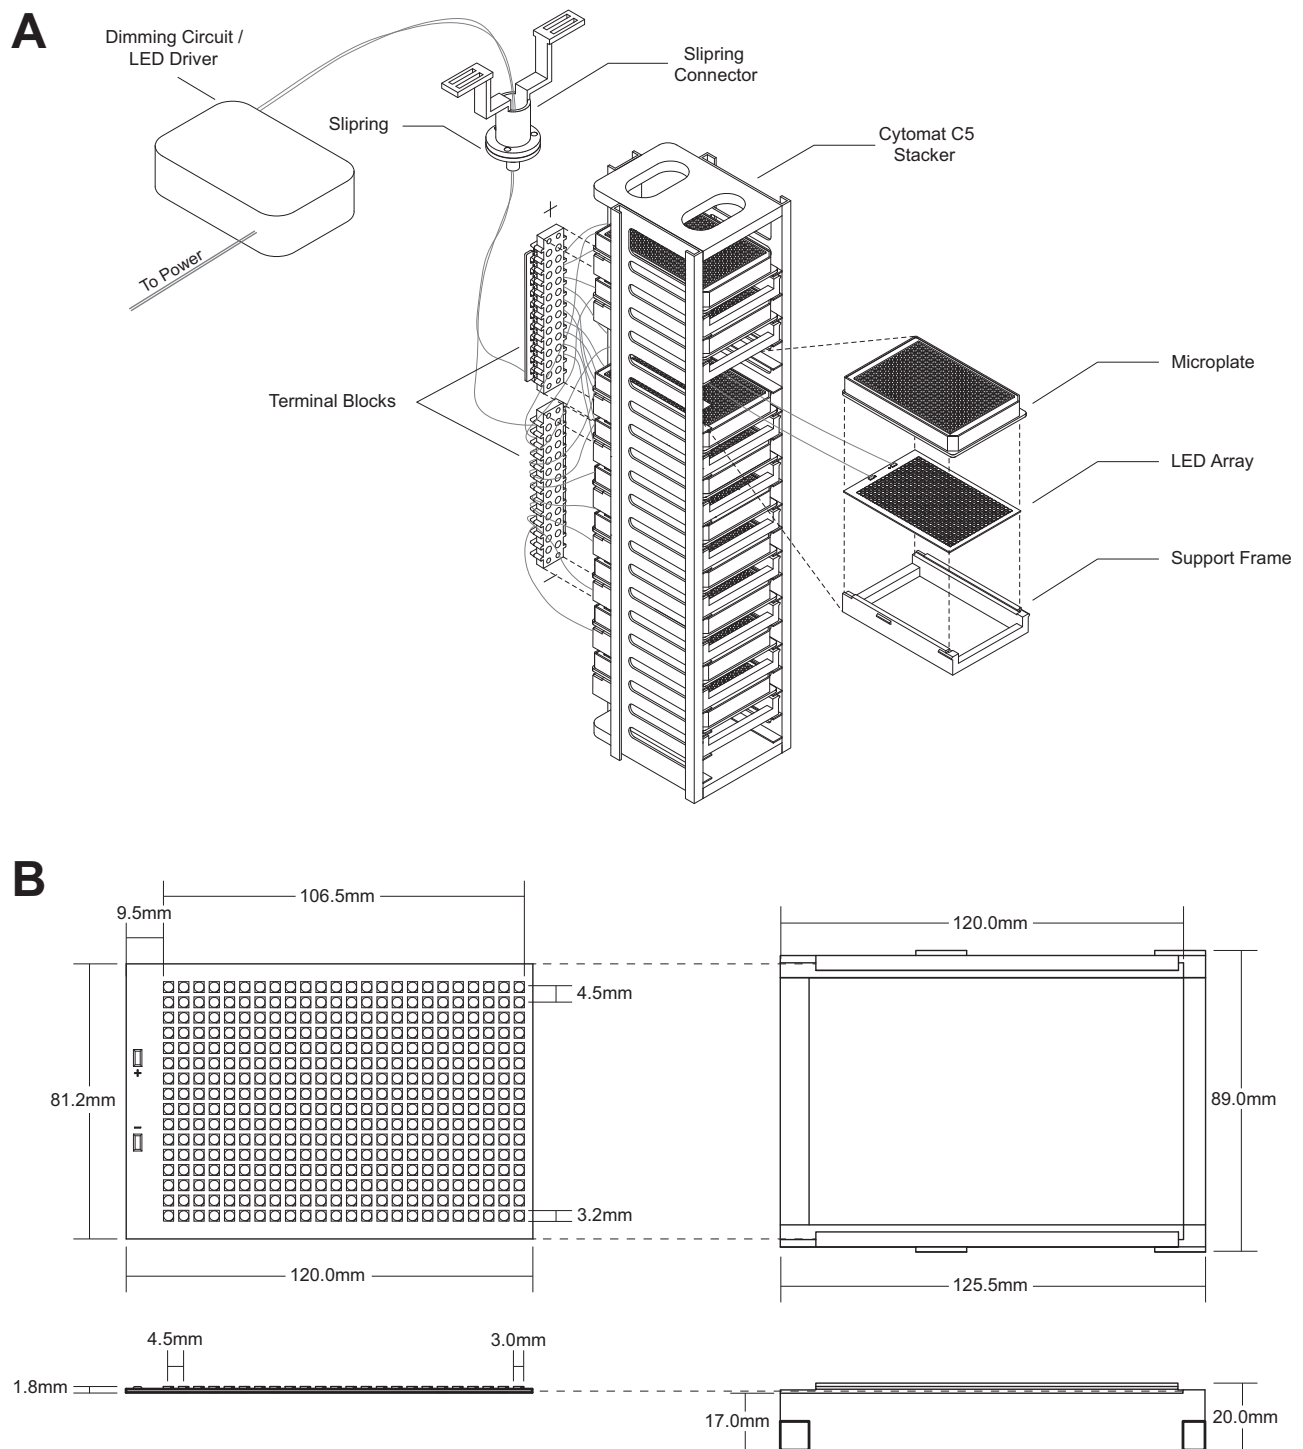 A
Dimming Circuit /
LED Driver
Slipring
Connector
Slipring
Cytomat C5
Stacker
To Power
Terminal Blocks
Microplate
LED Array
Support Frame
B
106.5mm
9.5mm
120.0mm
4.5mm
+
81.2mm
89.0mm
−
3.2mm
120.0mm
125.5mm
4.5mm
3.0mm
1.8mm
17.0mm
20.0mm